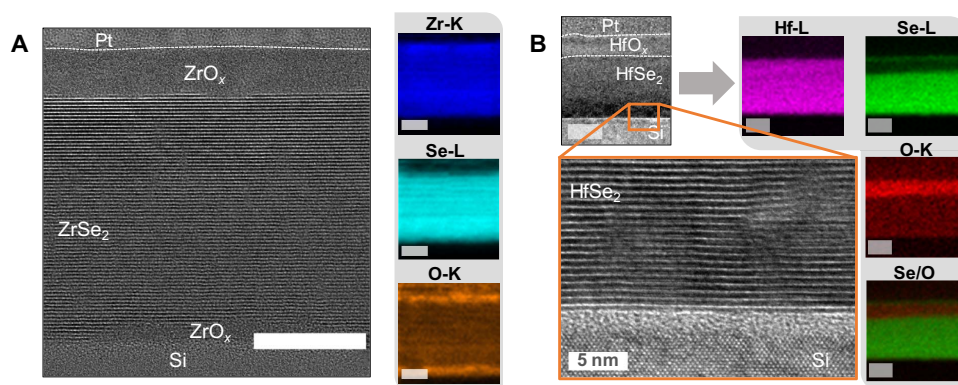 A
Pt
ZrOₓ
ZrSe₂
ZrOₓ
Si
Zr-K
Se-L
O-K
B
Pt
HfOₓ
HfSe₂
Si
Hf-L
Se-L
O-K
Se/O
HfSe₂
5 nm
Si